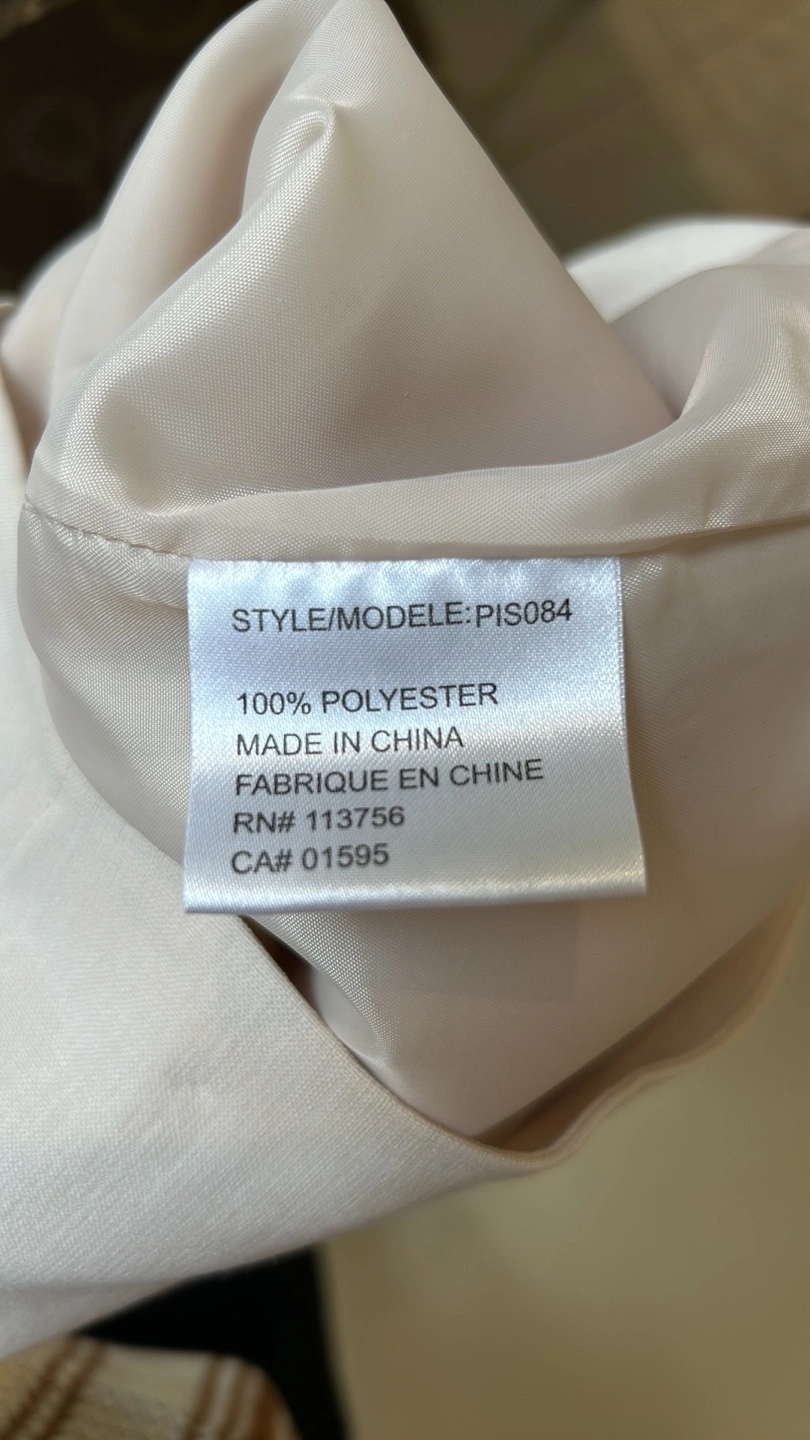 STYLE/MODELE:PIS084
100% POLYESTER
MADE IN CHINA
FABRIQUE EN CHINE
RN# 113756
CA# 01595